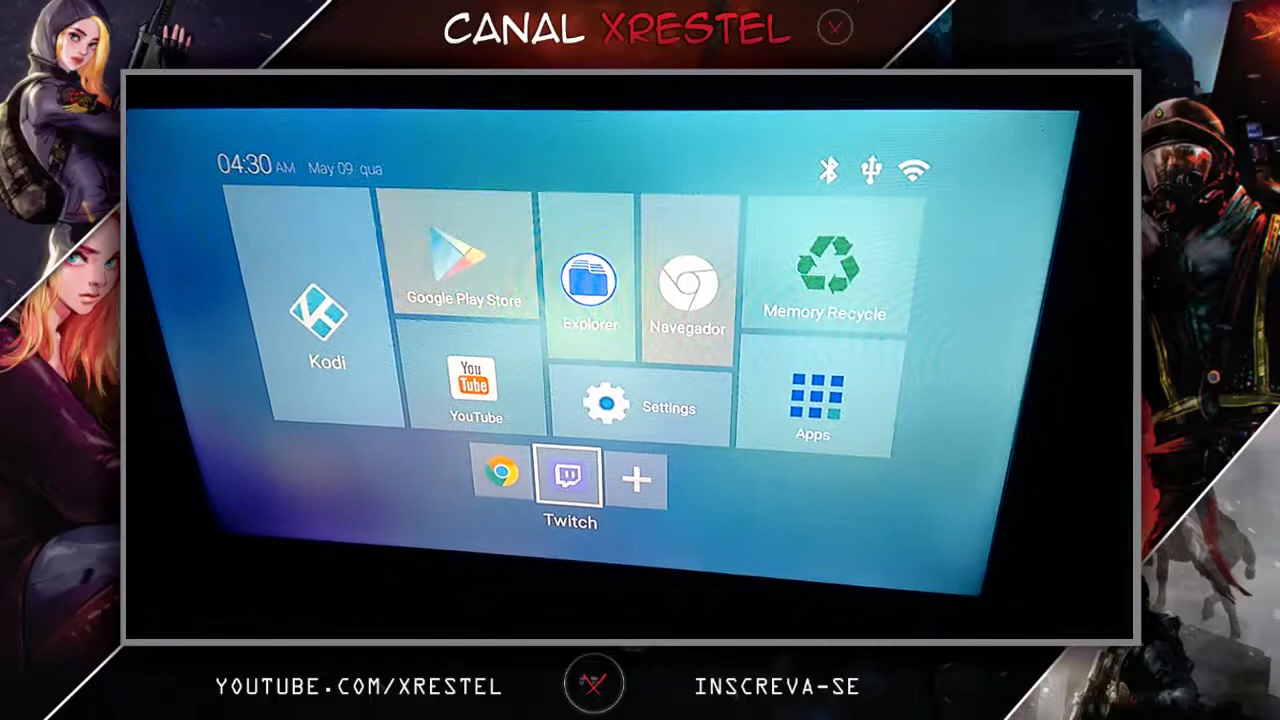 CANAL XRESTEL
04:30 AM May 09 qua
Kodi
Google Play Store
Explorer
Navegador
Memory Recycle
You
Tube
YouTube
Settings
Apps
Twitch
YOUTUBE.COM/XRESTEL
INSCREVA-SE